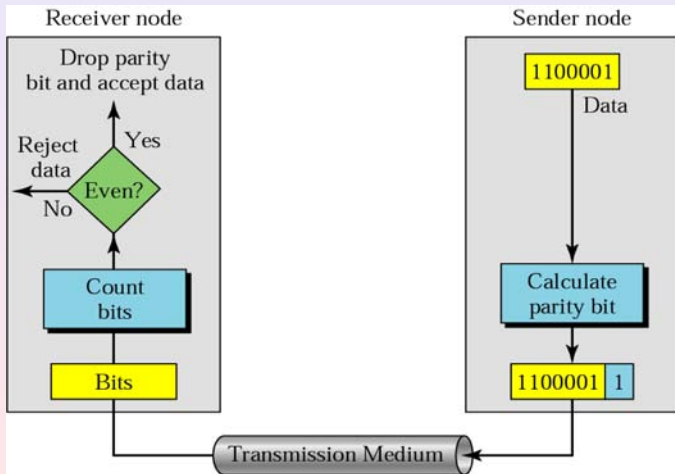 Receiver node
Drop parity
bit and accept data
Yes
Reject
data
Even?
No
Count
bits
Bits
Sender node
1100001
Data
Calculate
parity bit
1100001 1
Transmission Medium